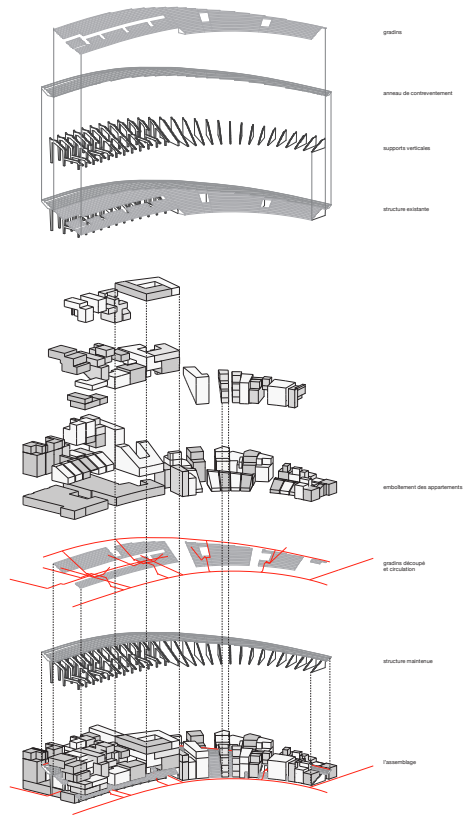 gradins
anneau de contreventement
supports verticales
structure existante
emboîtement des appartements
gradins découpé
et circulation
structure maintenue
l'assemblage